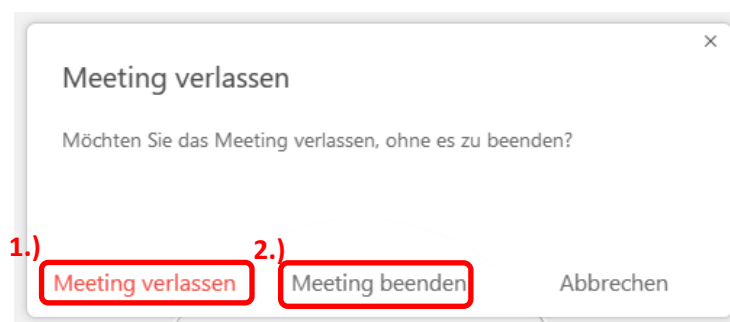 Meeting verlassen
Möchten Sie das Meeting verlassen, ohne es zu beenden?
1.) 2.)
Meeting verlassen Meeting beenden Abbrechen